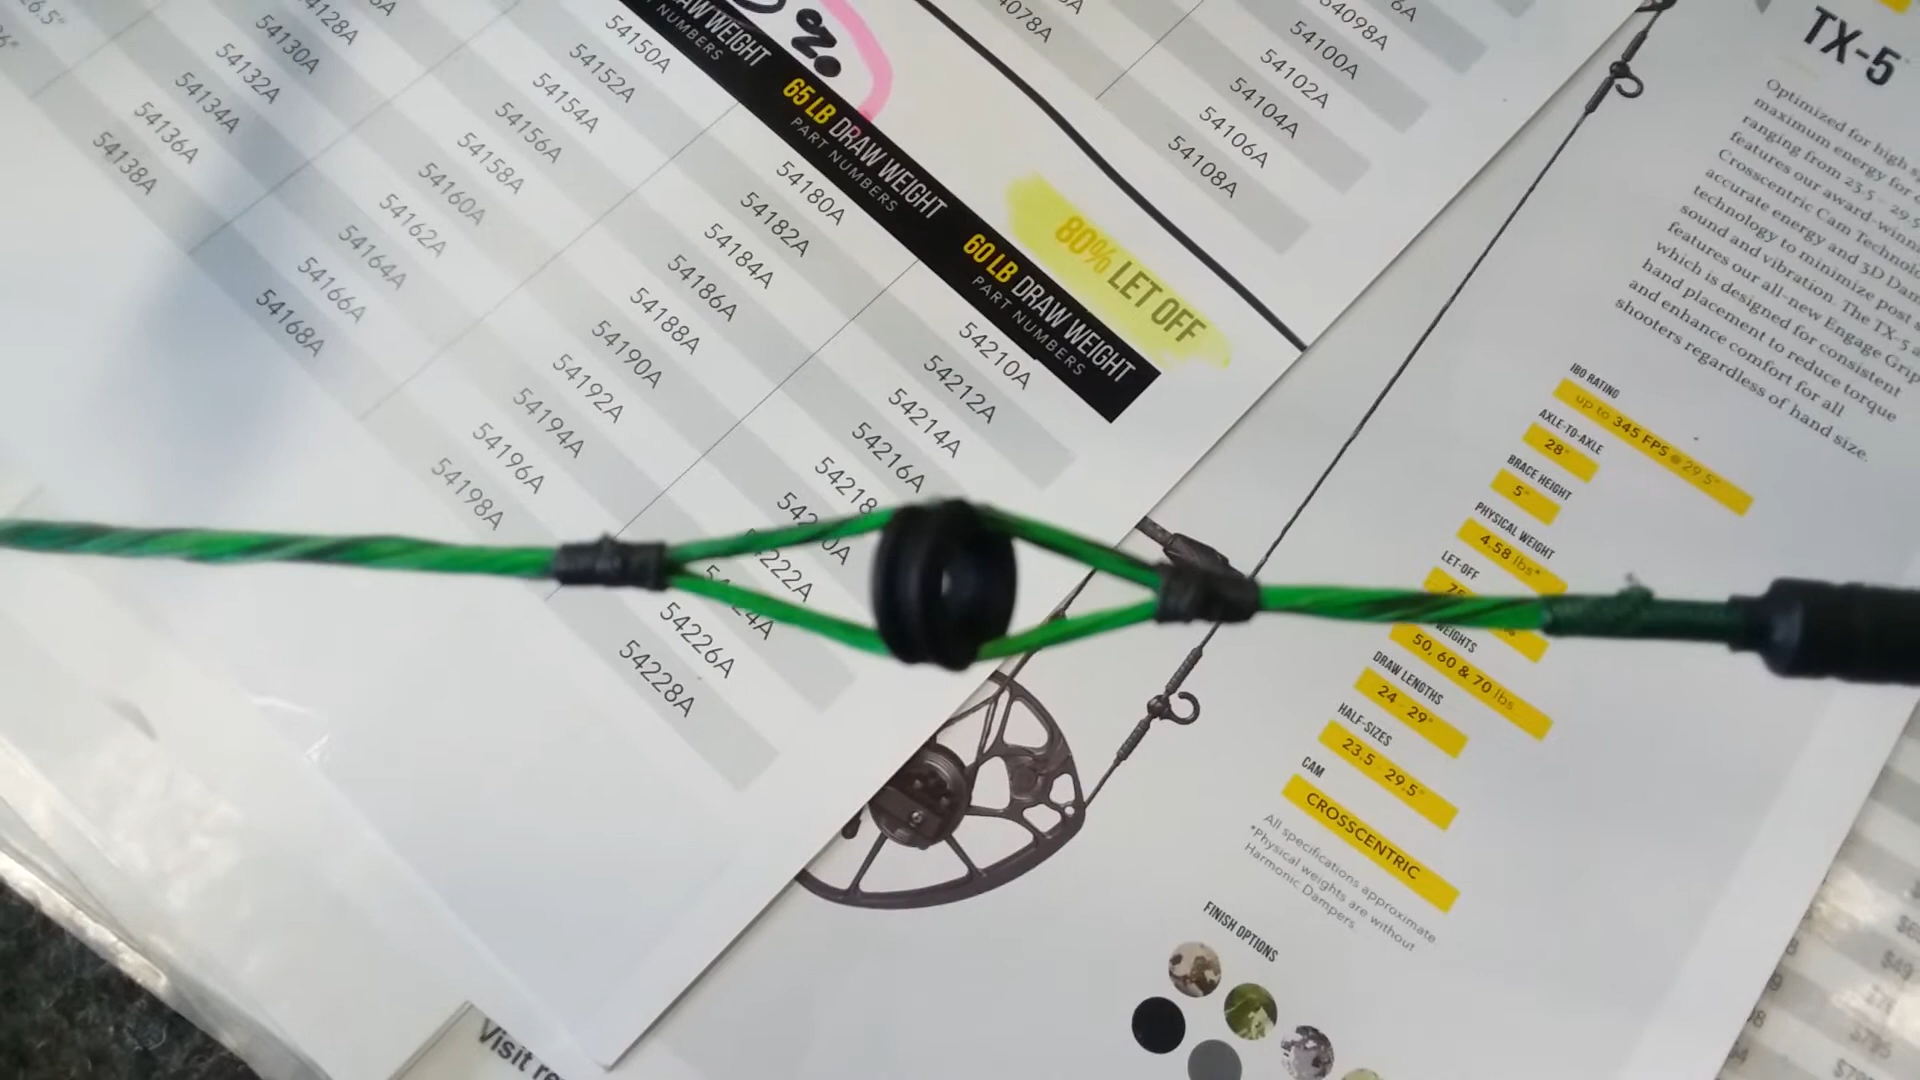 54128A
54130A
54132A
54134A
54136A
54138A
54150A
54152A
54154A
54156A
54158A
54160A
54162A
54164A
54166A
54168A
65 LB DRAW WEIGHT
PART NUMBERS
54180A
54182A
54184A
54186A
54188A
54190A
54192A
54194A
54196A
54198A
80% LET OFF
60 LB DRAW WEIGHT
PART NUMBERS
54210A
54212A
54214A
54216A
54218
54226A
54228A
54098A
54100A
54102A
54104A
54106A
54108A
TX-5
Optimized for high
maximum energy for
ranging from 23.5 - 29.5
features our award-winn
Crosscentric Cam Technolo
accurate energy and 3D Dam
technology to minimize post
sound and vibration. The TX-5
features our all-new Engage Grip
which is designed for consistent
hand placement to reduce torque
and enhance comfort for all
shooters regardless of hand size.
IBO RATING
up to 345 FPS @ 29.5"
AXLE-TO-AXLE
28"
BRACE HEIGHT
5"
PHYSICAL WEIGHT
4.58 lbs*
LET-OFF
WEIGHTS
50, 60 & 70 lbs
DRAW LENGTHS
24 - 29"
HALF-SIZES
23.5 - 29.5"
CAM
CROSSCENTRIC
All specifications approximate.
*Physical weights are without
Harmonic Dampers.
FINISH OPTIONS
Visit